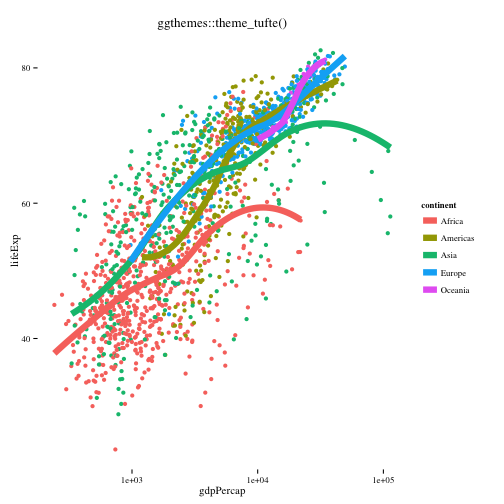 ggthemes::theme_tufte()
80
60
40
lifeExp
1e+03
1e+04
1e+05
gdpPercap
continent
Africa
Americas
Asia
Europe
Oceania